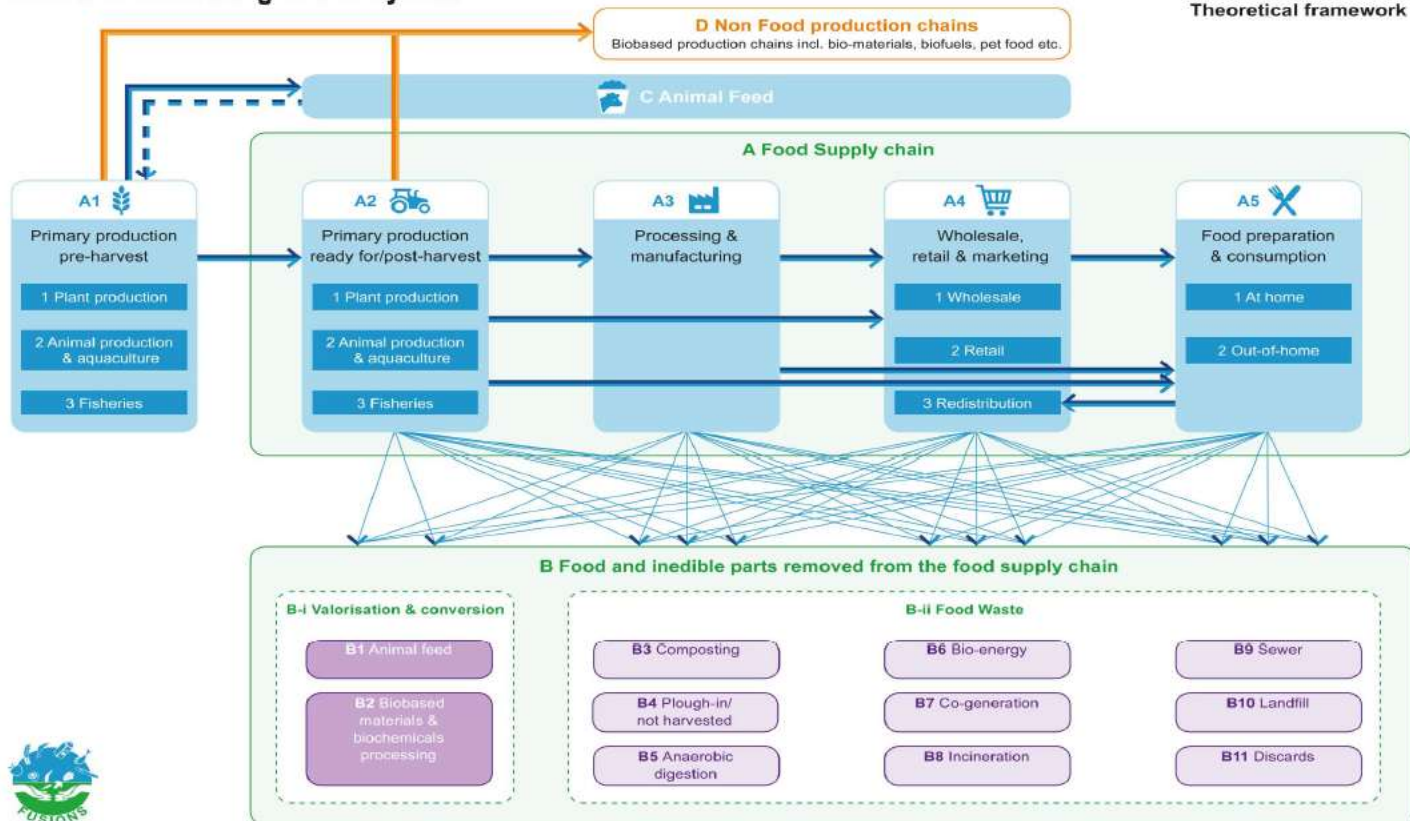 Theoretical framework
D Non Food production chains
Biobased production chains incl. bio-materials, biofuels, pet food etc.
C Animal Feed
A Food Supply chain
A1
Primary production
pre-harvest
1 Plant production
2 Animal production
& aquaculture
3 Fisheries
A2
Primary production
ready for/post-harvest
1 Plant production
2 Animal production
& aquaculture
3 Fisheries
A3
Processing &
manufacturing
A4
Wholesale,
retail & marketing
1 Wholesale
2 Retail
3 Redistribution
A5
Food preparation
& consumption
1 At home
2 Out-of-home
B Food and inedible parts removed from the food supply chain
B-i Valorisation & conversion
B1 Animal feed
B2 Biobased
materials &
biochemicals
processing
B-ii Food Waste
B3 Composting
B4 Plough-in/
not harvested
B5 Anaerobic
digestion
B6 Bio-energy
B7 Co-generation
B8 Incineration
B9 Sewer
B10 Landfill
B11 Discards
FUSIONS